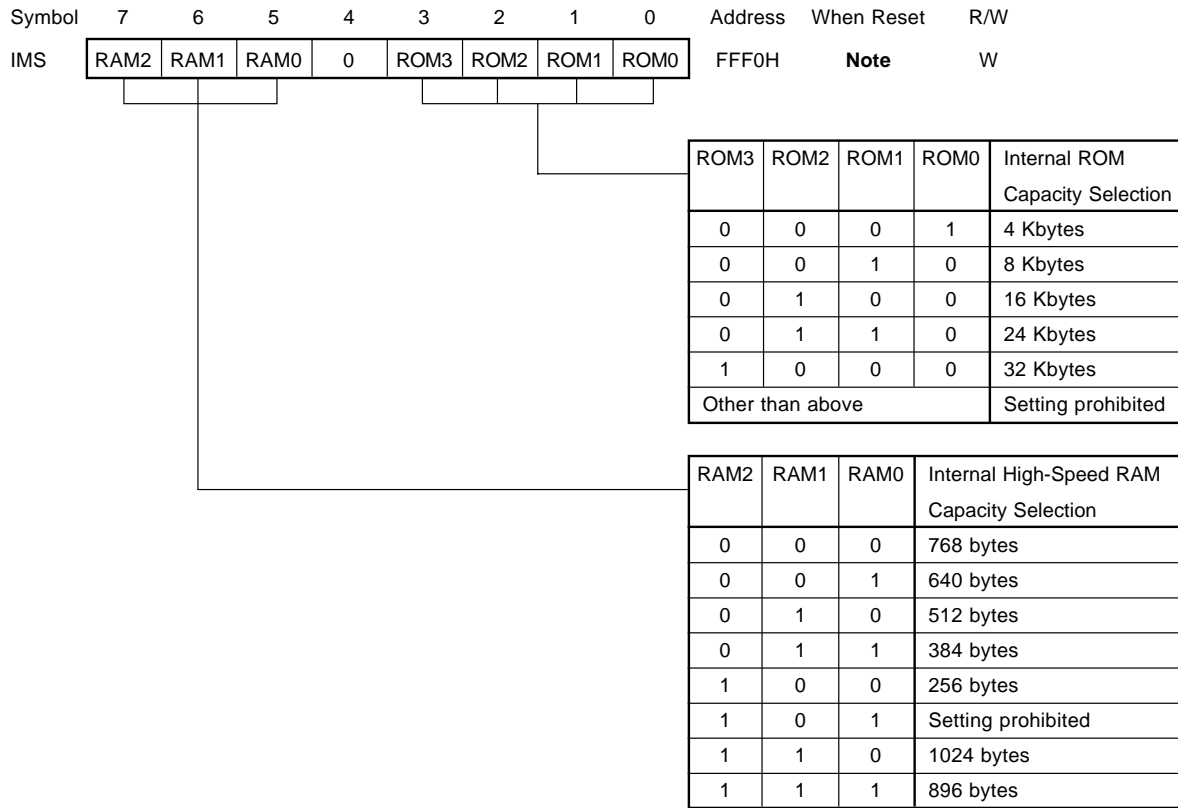 Symbol 7 6 5 4 3 2 1 0 Address When Reset R/W
IMS RAM2 RAM1 RAM0 0 ROM3 ROM2 ROM1 ROM0 FFF0H Note W
ROM3 ROM2 ROM1 ROM0 Internal ROM
Capacity Selection
0 0 0 1 4 Kbytes
0 0 1 0 8 Kbytes
0 1 0 0 16 Kbytes
0 1 1 0 24 Kbytes
1 0 0 0 32 Kbytes
Other than above Setting prohibited
RAM2 RAM1 RAM0 Internal High-Speed RAM
Capacity Selection
0 0 0 768 bytes
0 0 1 640 bytes
0 1 0 512 bytes
0 1 1 384 bytes
1 0 0 256 bytes
1 0 1 Setting prohibited
1 1 0 1024 bytes
1 1 1 896 bytes